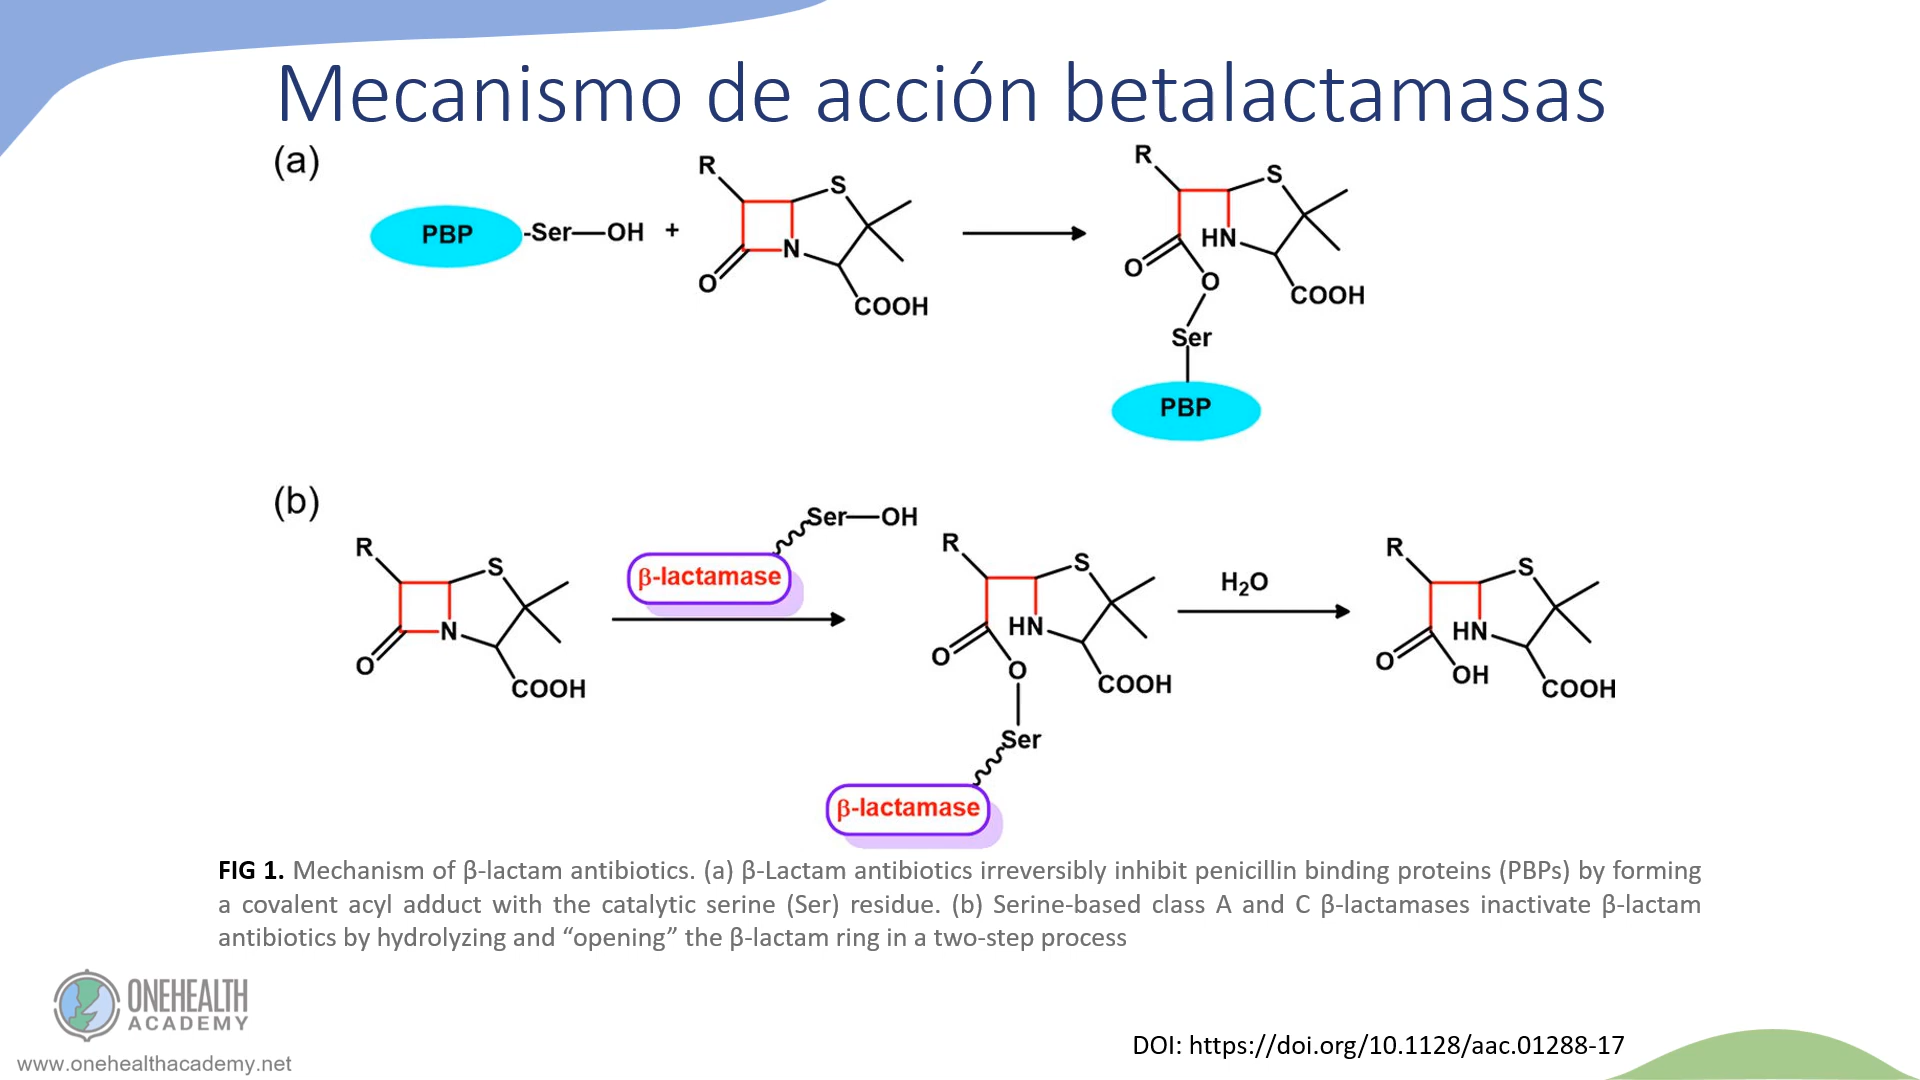 Mecanismo de acción betalactamasas
(a)
PBP -Ser—OH + R S N O COOH
R S HN O O COOH
Ser
PBP
(b)
R S N O COOH
Ser—OH
β-lactamase
R S HN O O COOH
Ser
β-lactamase
H₂O
R S HN O OH COOH
FIG 1. Mechanism of β-lactam antibiotics. (a) β-Lactam antibiotics irreversibly inhibit penicillin binding proteins (PBPs) by forming
a covalent acyl adduct with the catalytic serine (Ser) residue. (b) Serine-based class A and C β-lactamases inactivate β-lactam
antibiotics by hydrolyzing and “opening” the β-lactam ring in a two-step process
ONEHEALTH
ACADEMY
www.onehealthacademy.net
DOI: https://doi.org/10.1128/aac.01288-17